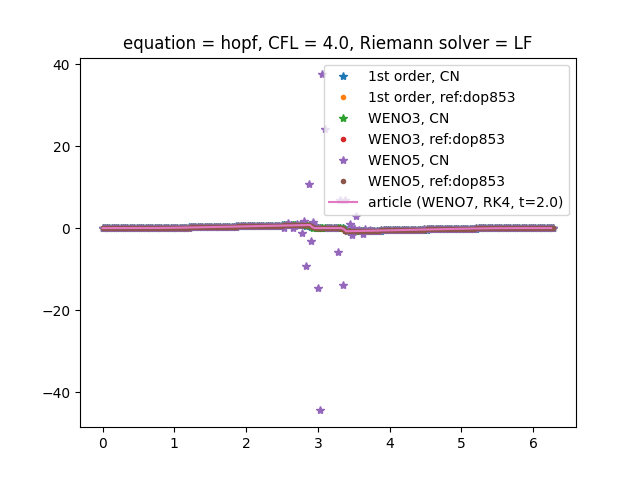 equation = hopf, CFL = 4.0, Riemann solver = LF
40
20
0
−20
−40
1st order, CN
1st order, ref:dop853
WENO3, CN
WENO3, ref:dop853
WENO5, CN
WENO5, ref:dop853
article (WENO7, RK4, t=2.0)
0 1 2 3 4 5 6